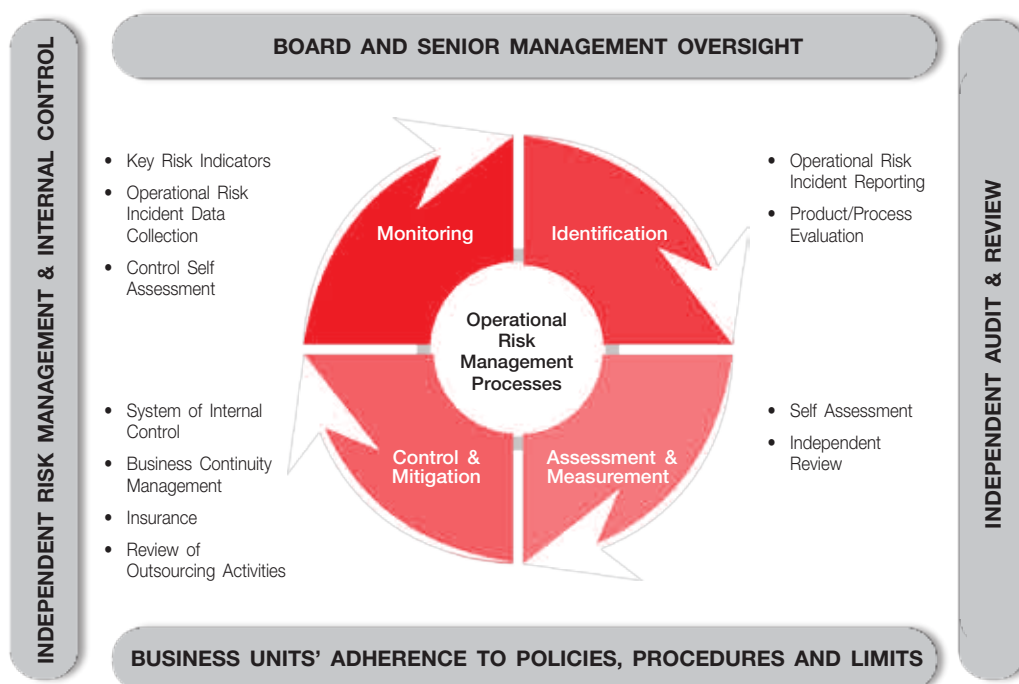 BOARD AND SENIOR MANAGEMENT OVERSIGHT
INDEPENDENT RISK MANAGEMENT & INTERNAL CONTROL
• Key Risk Indicators
• Operational Risk
Incident Data
Collection
• Control Self
Assessment
Monitoring
Identification
• Operational Risk
Incident Reporting
• Product/Process
Evaluation
Operational
Risk
Management
Processes
• System of Internal
Control
• Business Continuity
Management
• Insurance
• Review of
Outsourcing Activities
Control &
Mitigation
Assessment &
Measurement
• Self Assessment
• Independent
Review
INDEPENDENT AUDIT & REVIEW
BUSINESS UNITS’ ADHERENCE TO POLICIES, PROCEDURES AND LIMITS